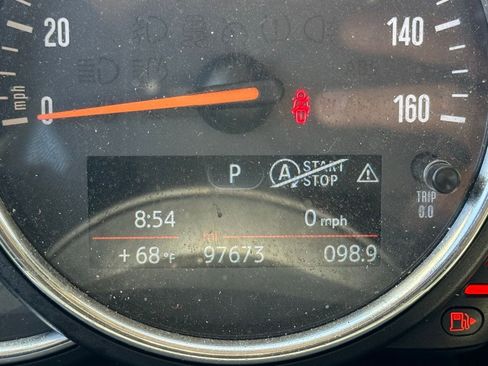 20
140
mph
0
160
P
A START
STOP
8:54
0 mph
TRIP
0.0
+68°F
97673
098.9